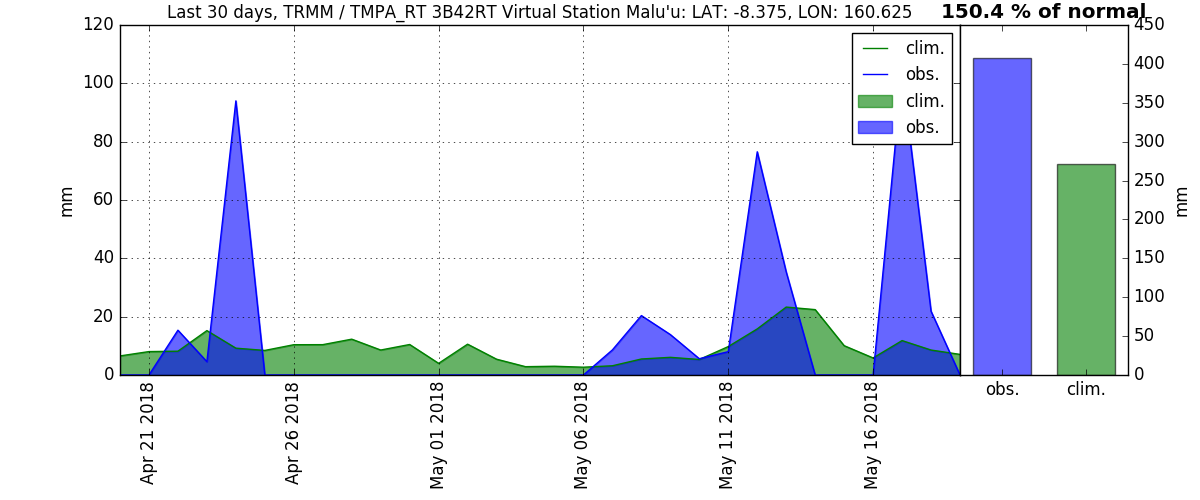 Last 30 days, TRMM / TMPA_RT 3B42RT Virtual Station Malu'u: LAT: -8.375, LON: 160.625
150.4 % of normal
120
100
80
60
40
20
0
mm
clim.
obs.
clim.
obs.
450
400
350
300
250
200
150
100
50
0
mm
Apr 21 2018
Apr 26 2018
May 01 2018
May 06 2018
May 11 2018
May 16 2018
obs.
clim.